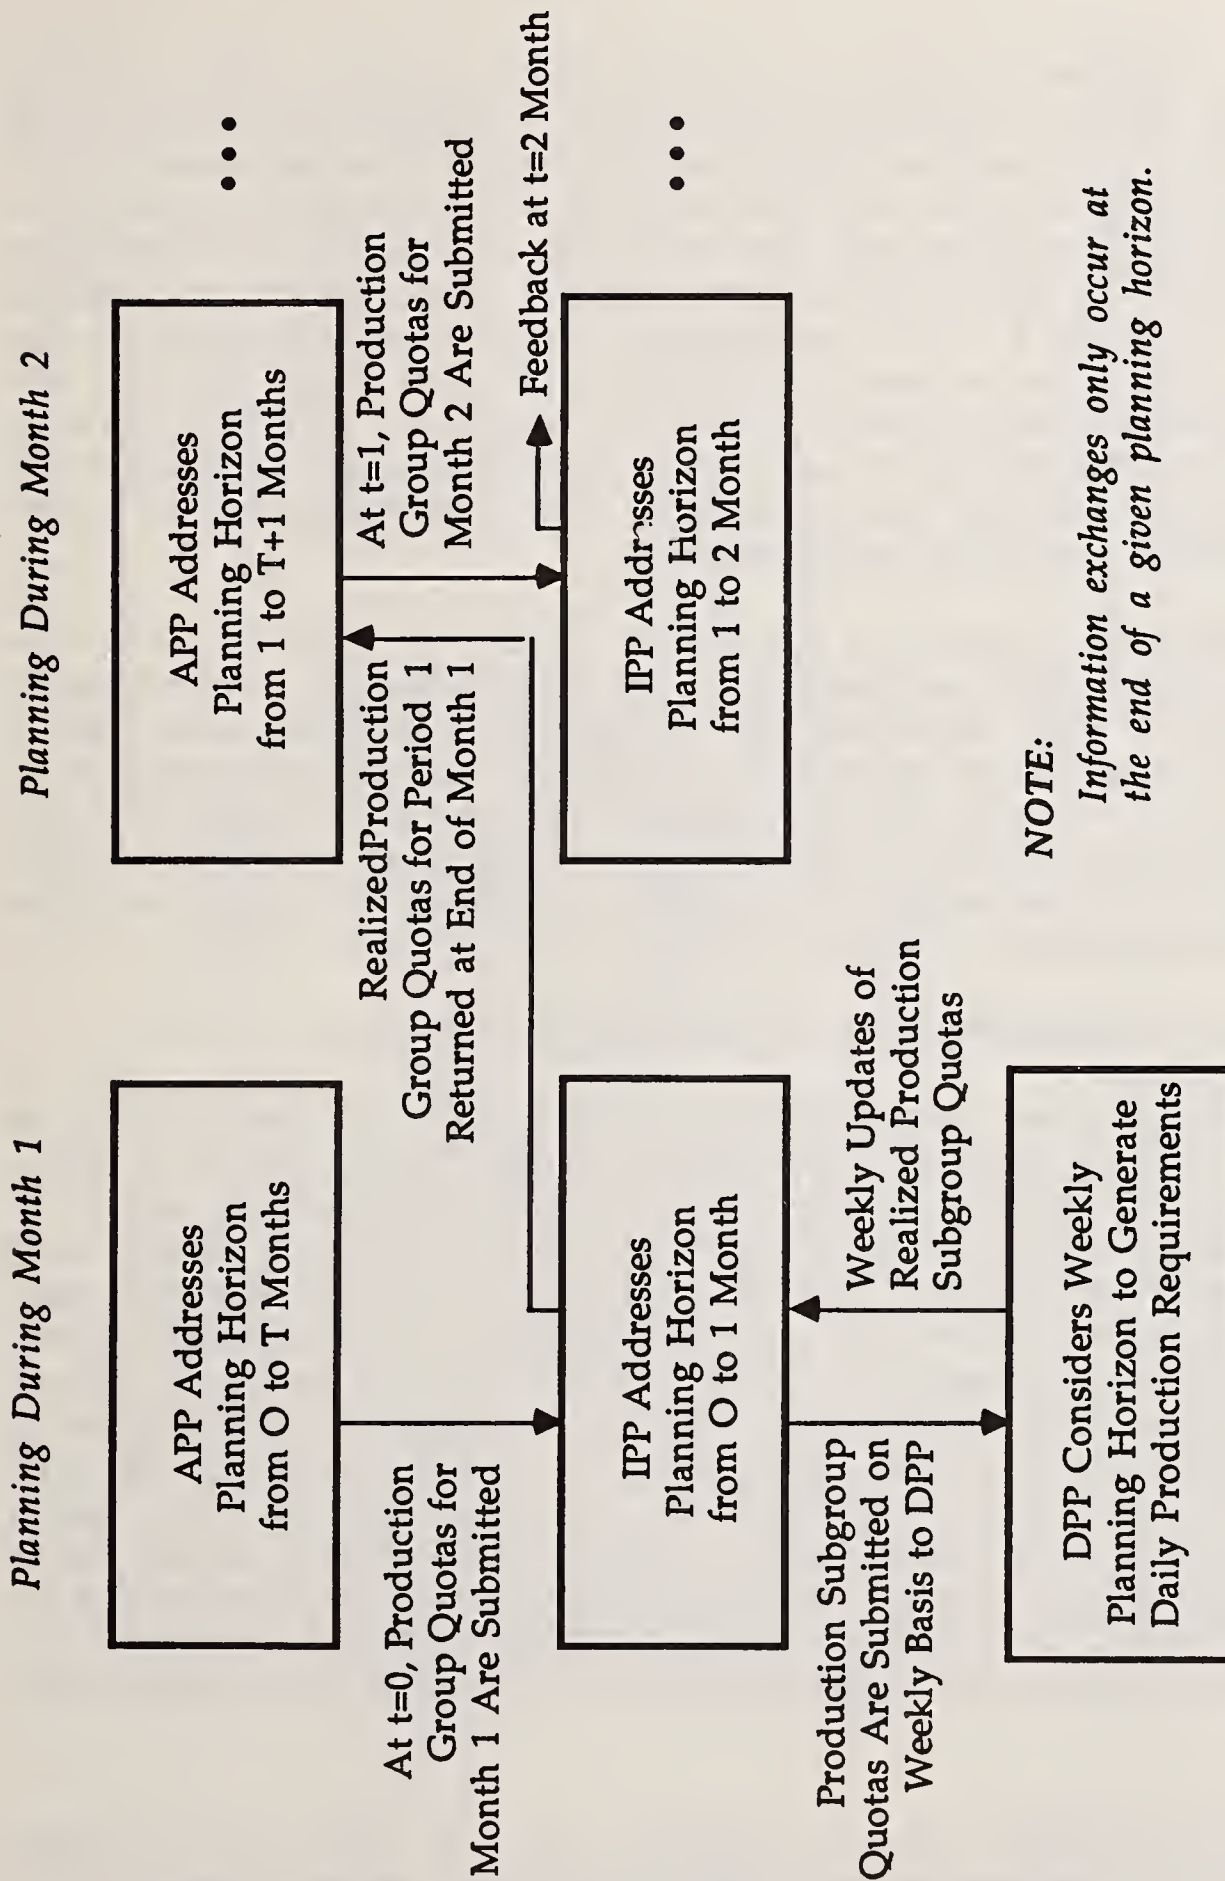 Planning During Month 1
APP Addresses
Planning Horizon
from O to T Months
At t=0, Production
Group Quotas for
Month 1 Are Submitted
IPP Addresses
Planning Horizon
from O to 1 Month
Production Subgroup
Quotas Are Submitted on
Weekly Basis to DPP
Weekly Updates of
Realized Production
Subgroup Quotas
DPP Considers Weekly
Planning Horizon to Generate
Daily Production Requirements
Planning During Month 2
APP Addresses
Planning Horizon
from 1 to T+1 Months
• • •
RealizedProduction
Group Quotas for Period 1
Returned at End of Month 1
At t=1, Production
Group Quotas for
Month 2 Are Submitted
Feedback at t=2 Month
IPP Addresses
Planning Horizon
from 1 to 2 Month
• • •
NOTE:
Information exchanges only occur at
the end of a given planning horizon.